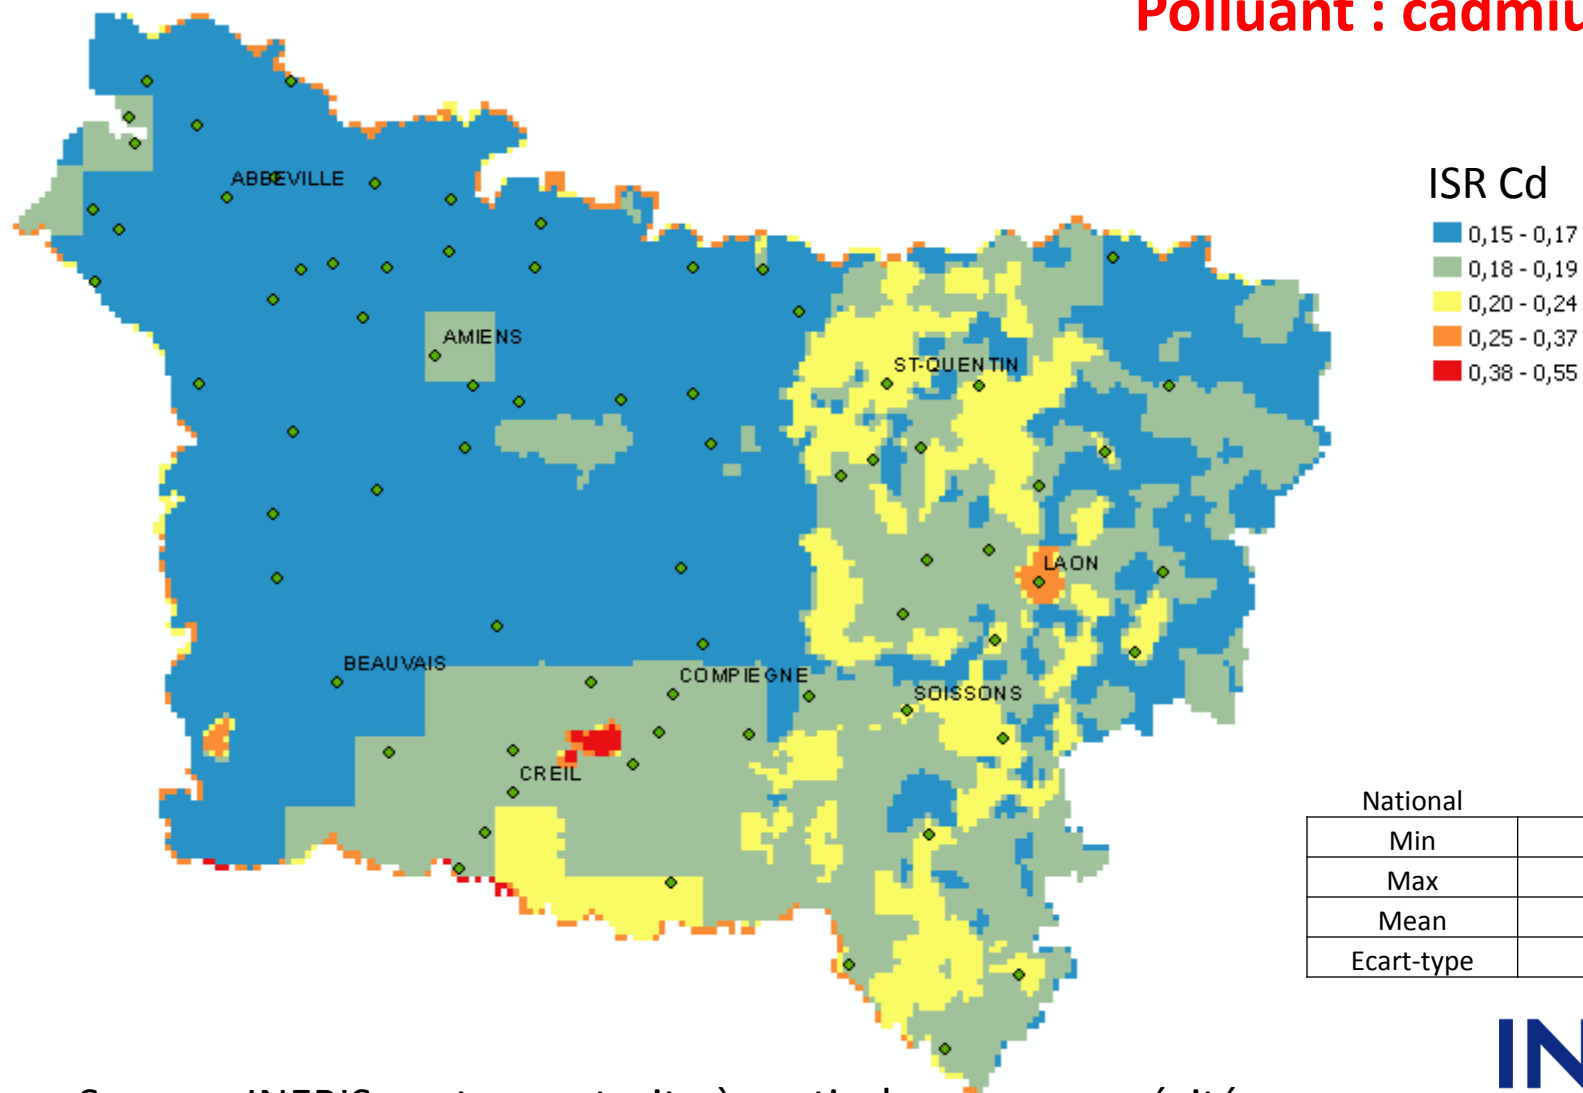 Polluant : cadmiu
ABBEVILLE
AMIENS
ST-QUENTIN
LAON
BEAUVAIS
COMPIEGNE
SOISSONS
CREIL
ISR Cd
0,15 - 0,17
0,18 - 0,19
0,20 - 0,24
0,25 - 0,37
0,38 - 0,55
National
Min
Max
Mean
Ecart-type
IN